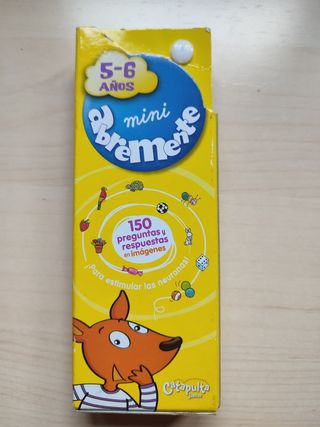 5-6
AÑOS
mini
abremente
150
preguntas y
respuestas
en imágenes
¡Para estimular las neuronas!
Catapulta
junior